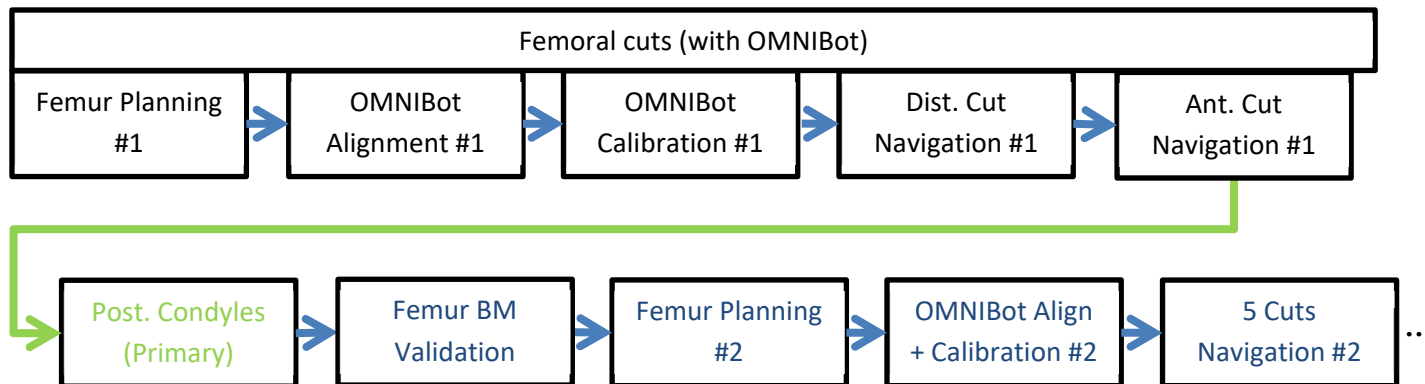 Femoral cuts (with OMNIBot)
Femur Planning
#1
OMNIBot
Alignment #1
OMNIBot
Calibration #1
Dist. Cut
Navigation #1
Ant. Cut
Navigation #1
Post. Condyles
(Primary)
Femur BM
Validation
Femur Planning
#2
OMNIBot Align
+ Calibration #2
5 Cuts
Navigation #2
..